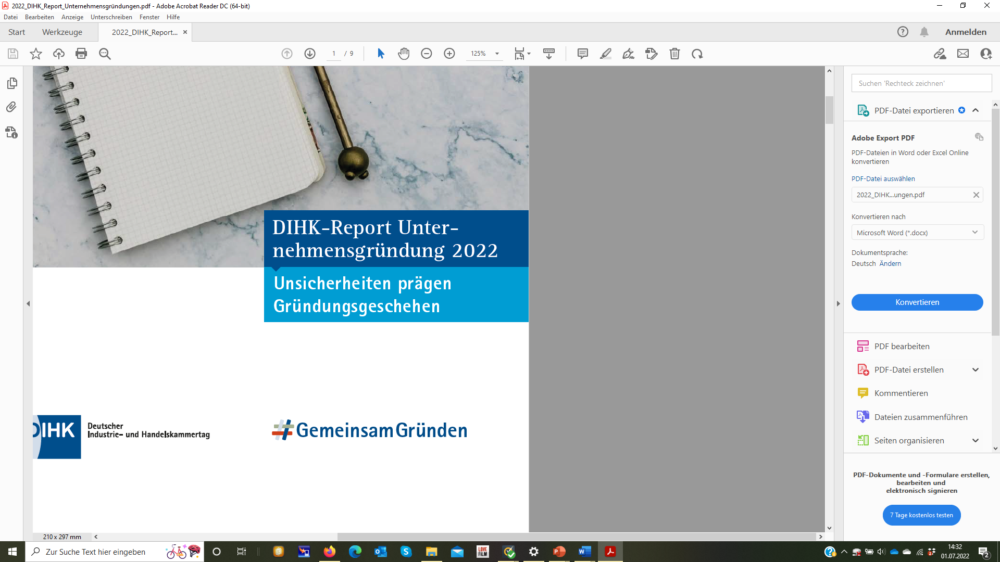 2022_DIHK_Report_Unternehmensgründungen.pdf - Adobe Acrobat Reader DC (64-bit)
Datei Bearbeiten Anzeige Unterschreiben Fenster Hilfe
Start Werkzeuge 2022_DIHK_Report... × Anmelden
1 / 9 125%
Suchen 'Rechteck zeichnen'
PDF-Datei exportieren
Adobe Export PDF
PDF-Dateien in Word oder Excel Online
konvertieren
PDF-Datei auswählen
2022_DIHK...ungen.pdf
Konvertieren nach
Microsoft Word (*.docx)
Dokumentsprache:
Deutsch Ändern
Konvertieren
PDF bearbeiten
PDF-Datei erstellen
Kommentieren
Dateien zusammenführen
Seiten organisieren
PDF-Dokumente und -Formulare erstellen,
bearbeiten und
elektronisch signieren
7 Tage kostenlos testen
DIHK-Report Unter-
nehmensgründung 2022
Unsicherheiten prägen
Gründungsgeschehen
DIHK
Deutscher
Industrie- und Handelskammertag
#GemeinsamGründen
210 x 297 mm
Zur Suche Text hier eingeben
LOVE
FILM
14:32
01.07.2022
2